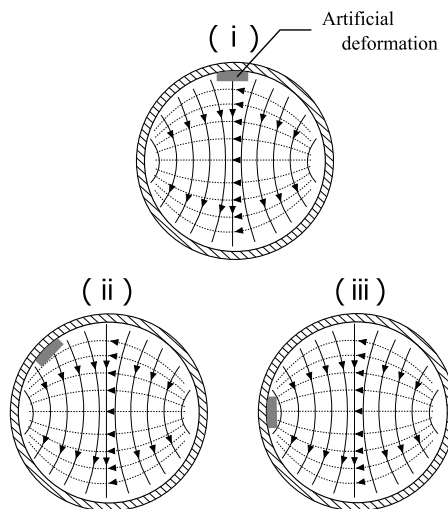 Artificial
deformation
( i )
( ii )
( iii )